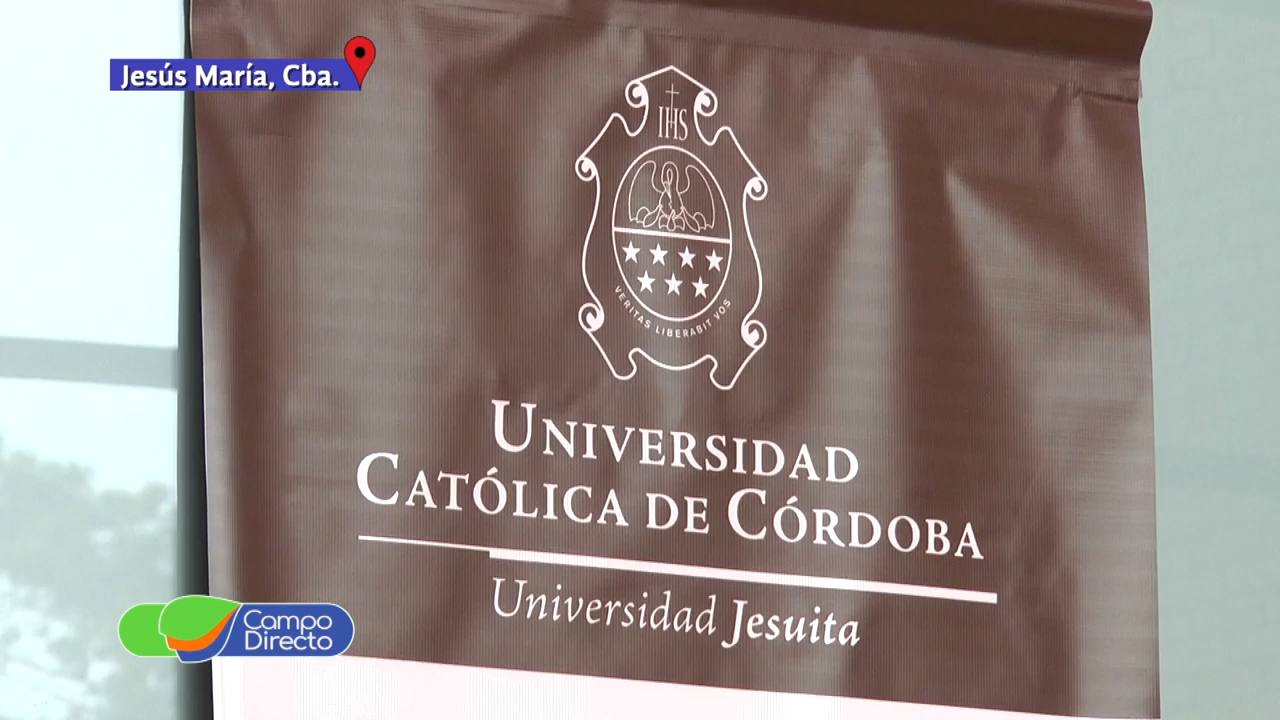 Jesús María, Cba.
IHS
VERITAS LIBERABIT VOS
UNIVERSIDAD
CATÓLICA DE CÓRDOBA
Universidad Jesuita
Campo
Directo